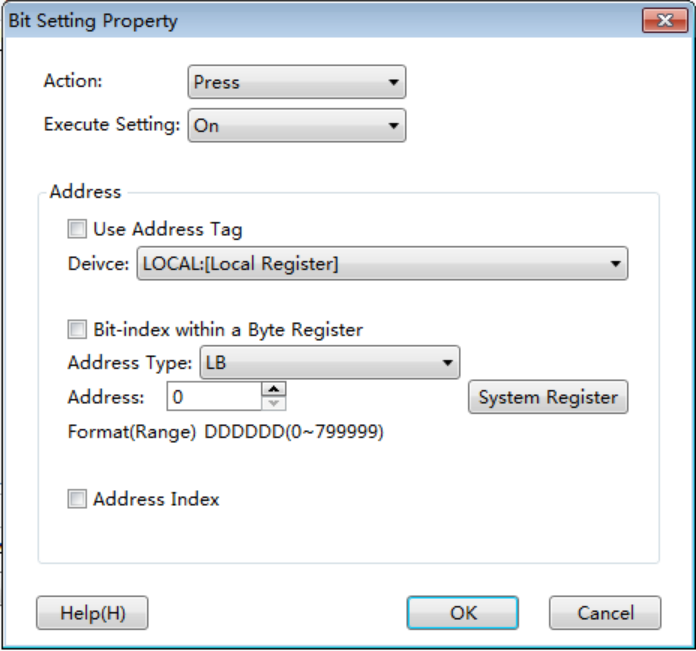 Bit Setting Property
Action: Press
Execute Setting: On
Address
Use Address Tag
Deivce: LOCAL:[Local Register]
Bit-index within a Byte Register
Address Type: LB
Address: 0 System Register
Format(Range) DDDDDD(0~799999)
Address Index
Help(H) OK Cancel